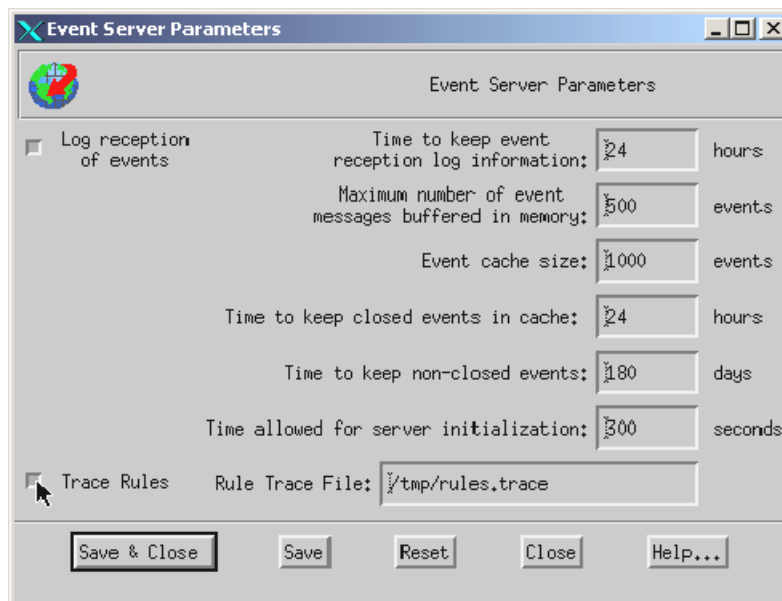 Event Server Parameters
Event Server Parameters
Log reception
of events
Time to keep event
reception log information:
24
hours
Maximum number of event
messages buffered in memory:
500
events
Event cache size:
1000
events
Time to keep closed events in cache:
24
hours
Time to keep non-closed events:
180
days
Time allowed for server initialization:
300
seconds
Trace Rules
Rule Trace File:
/tmp/rules.trace
Save & Close
Save
Reset
Close
Help...